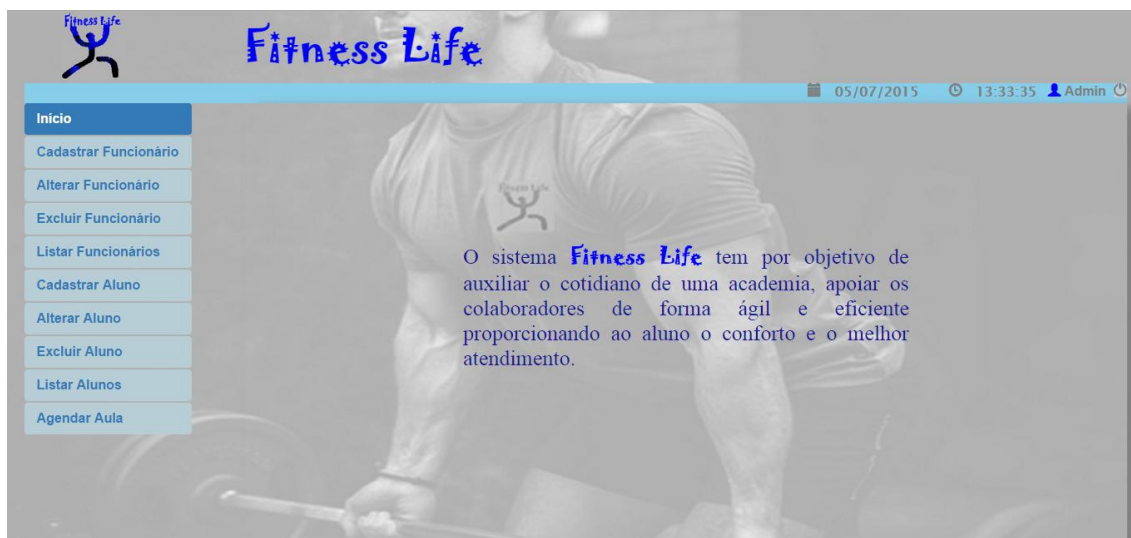 Fitness Life
Fitness Life
05/07/2015 13:33:35 Admin
Início
Cadastrar Funcionário
Alterar Funcionário
Excluir Funcionário
Listar Funcionários
Cadastrar Aluno
Alterar Aluno
Excluir Aluno
Listar Alunos
Agendar Aula
Fitness Life
O sistema Fitness Life tem por objetivo de
auxiliar o cotidiano de uma academia, apoiar os
colaboradores de forma ágil e eficiente
proporcionando ao aluno o conforto e o melhor
atendimento.